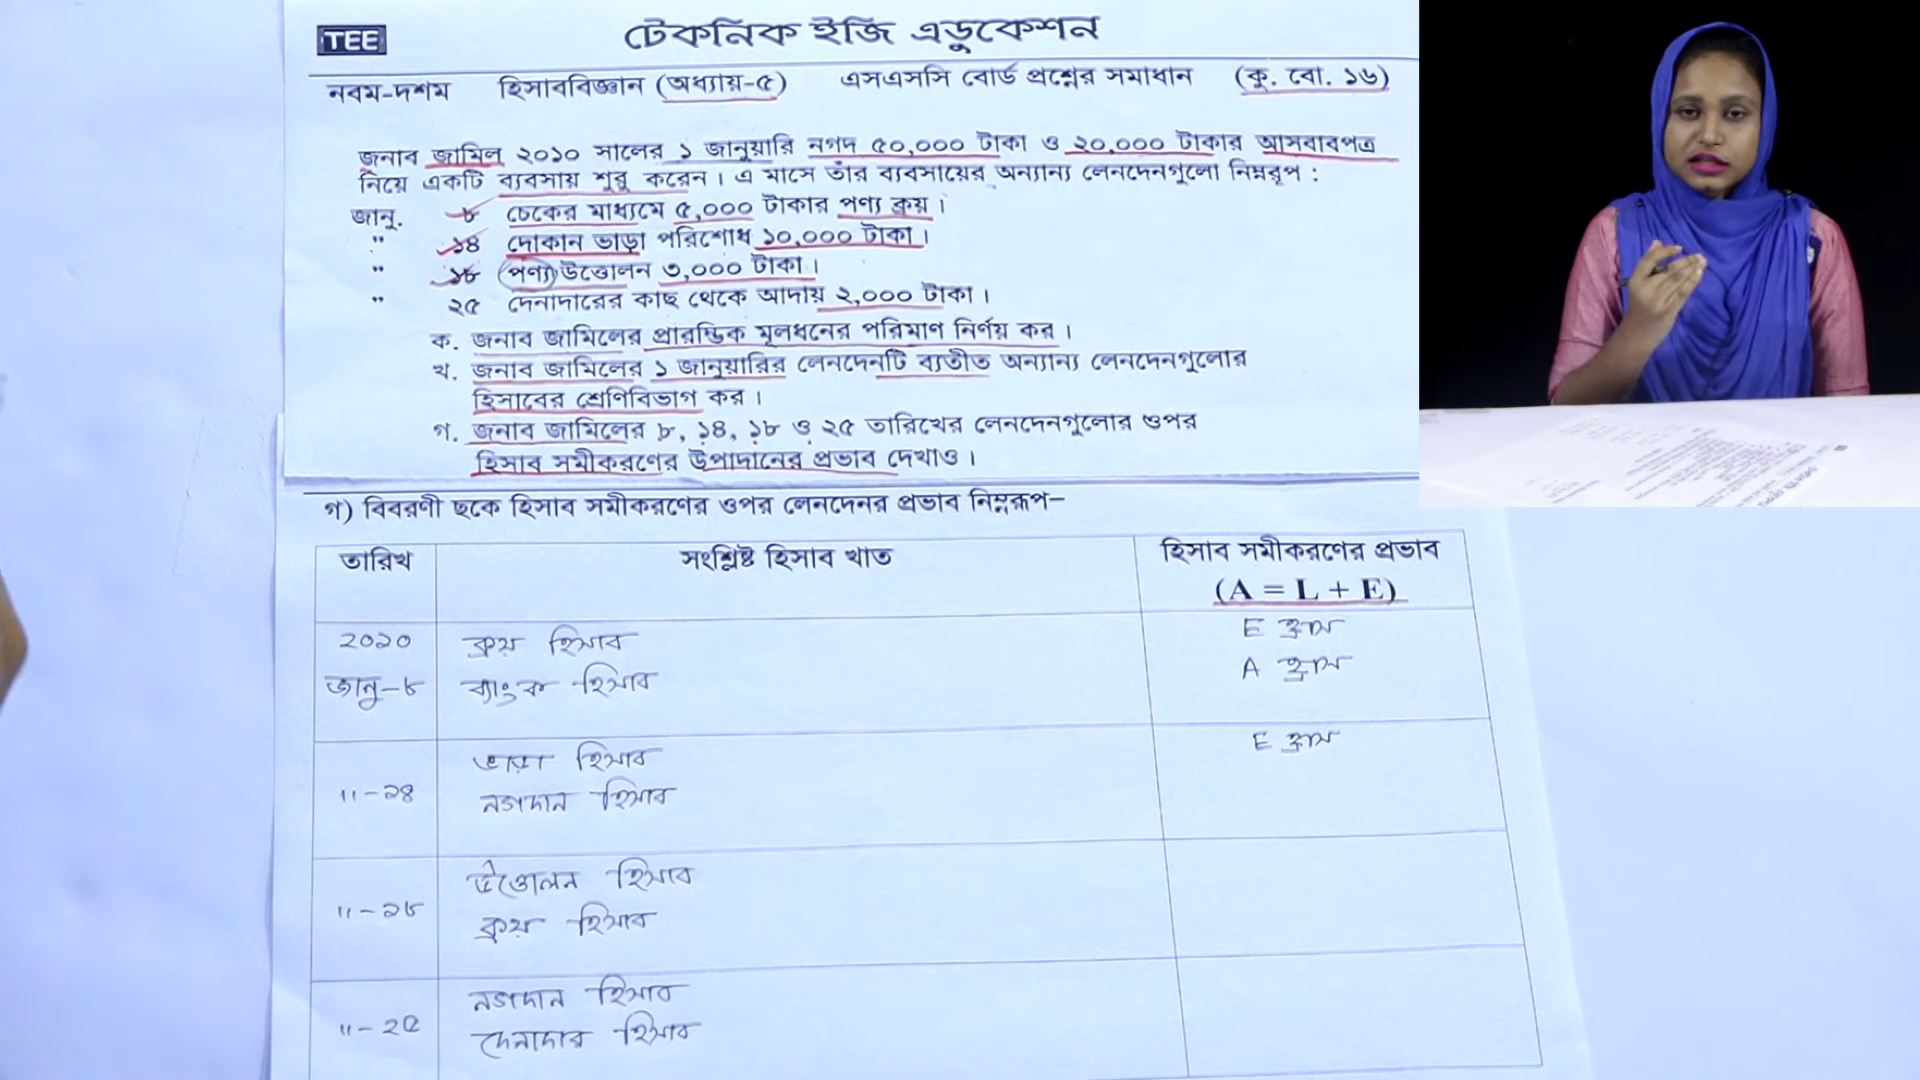 TEE
টেকনিক ইজি এডুকেশন
নবম-দশম হিসাববিজ্ঞান (অধ্যায়-৫) এসএসসি বোর্ড প্রশ্নের সমাধান (কু. বো. ১৬)
জনাব জামিল ২০১০ সালের ১ জানুয়ারি নগদ ৫০,০০০ টাকা ও ২০,০০০ টাকার আসবাবপত্র
নিয়ে একটি ব্যবসায় শুরু করেন। এ মাসে তাঁর ব্যবসায়ের অন্যান্য লেনদেনগুলো নিম্নরূপ :
জানু. ৮ চেকের মাধ্যমে ৫,০০০ টাকার পণ্য ক্রয়।
" ১৪ দোকান ভাড়া পরিশোধ ১০,০০০ টাকা।
" ১৮ পণ্য উত্তোলন ৩,০০০ টাকা।
" ২৫ দেনাদারের কাছ থেকে আদায় ২,০০০ টাকা।
ক. জনাব জামিলের প্রারম্ভিক মূলধনের পরিমাণ নির্ণয় কর।
খ. জনাব জামিলের ১ জানুয়ারির লেনদেনটি ব্যতীত অন্যান্য লেনদেনগুলোর
হিসাবের শ্রেণিবিভাগ কর।
গ. জনাব জামিলের ৮, ১৪, ১৮ ও ২৫ তারিখের লেনদেনগুলোর ওপর
হিসাব সমীকরণের উপাদানের প্রভাব দেখাও।
গ) বিবরণী ছকে হিসাব সমীকরণের ওপর লেনদেনর প্রভাব নিম্নরূপ–
তারিখ সংশ্লিষ্ট হিসাব খাত হিসাব সমীকরণের প্রভাব
(A = L + E)
২০১০ ক্রয় হিসাব E হ্রাস
জানু-৮ ব্যাংক হিসাব A হ্রাস
ভাড়া হিসাব E হ্রাস
"-১৪ নগদান হিসাব
উত্তোলন হিসাব
"-১৮ ক্রয় হিসাব
নগদান হিসাব
"-২৫ দেনাদার হিসাব